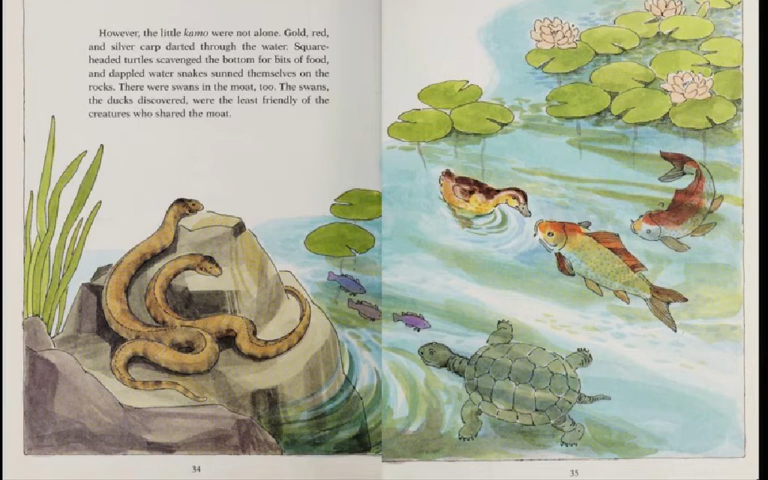 However, the little kamo were not alone. Gold, red,
and silver carp darted through the water. Square-
headed turtles scavenged the bottom for bits of food,
and dappled water snakes sunned themselves on the
rocks. There were swans in the moat, too. The swans,
the ducks discovered, were the least friendly of the
creatures who shared the moat.
34
35